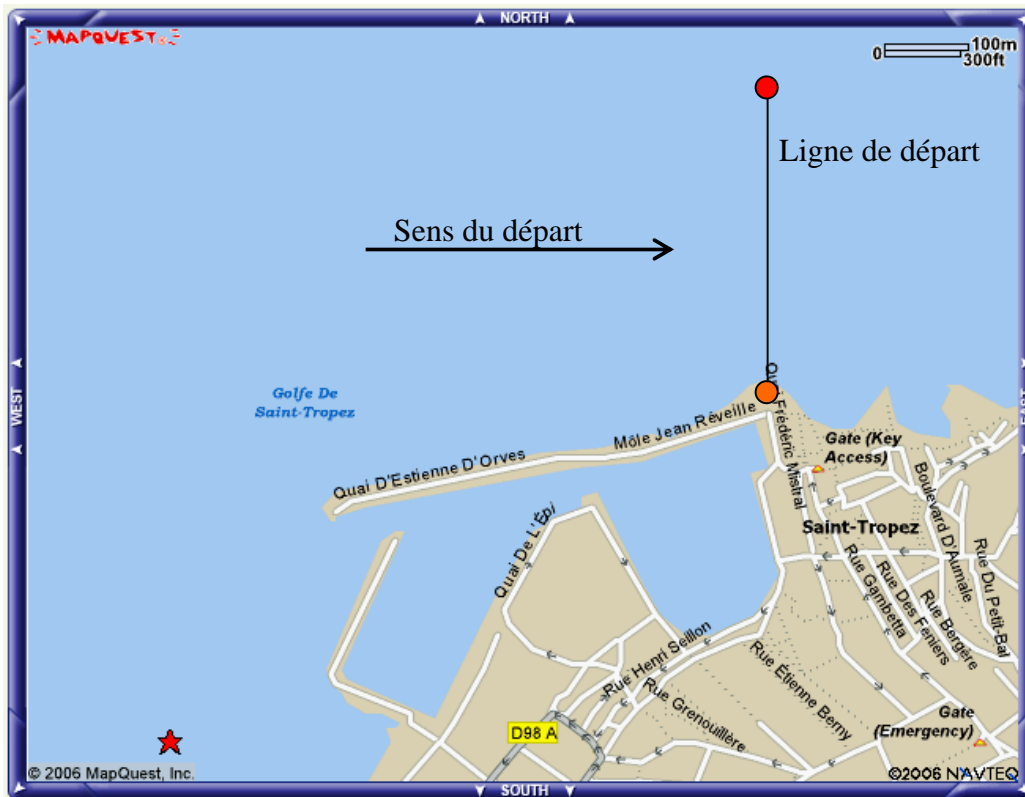 NORTH
MAPQUEST
0 100m
300ft
Ligne de départ
Sens du départ
WEST
EAST
Golfe De
Saint-Tropez
Quai Frédéric Mistral
Môle Jean Réveille
Gate (Key
Access)
Quai D'Estienne D'Orves
Boulevard D'Aumale
Quai De L'Épi
Saint-Tropez
Rue Du Petit-Bal
Rue Gambetta
Rue Des Feniers
Rue Bergère
Rue Henri Seillon
Rue Étienne Berny
Rue Grenouillère
Gate
(Emergency)
D98 A
© 2006 MapQuest, Inc.
©2006 NAVTEQ
SOUTH